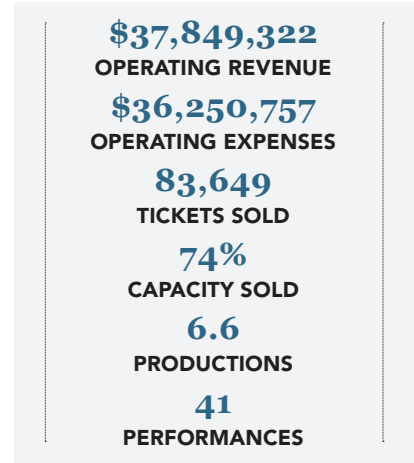 $37,849,322
OPERATING REVENUE
$36,250,757
OPERATING EXPENSES
83,649
TICKETS SOLD
74%
CAPACITY SOLD
6.6
PRODUCTIONS
41
PERFORMANCES